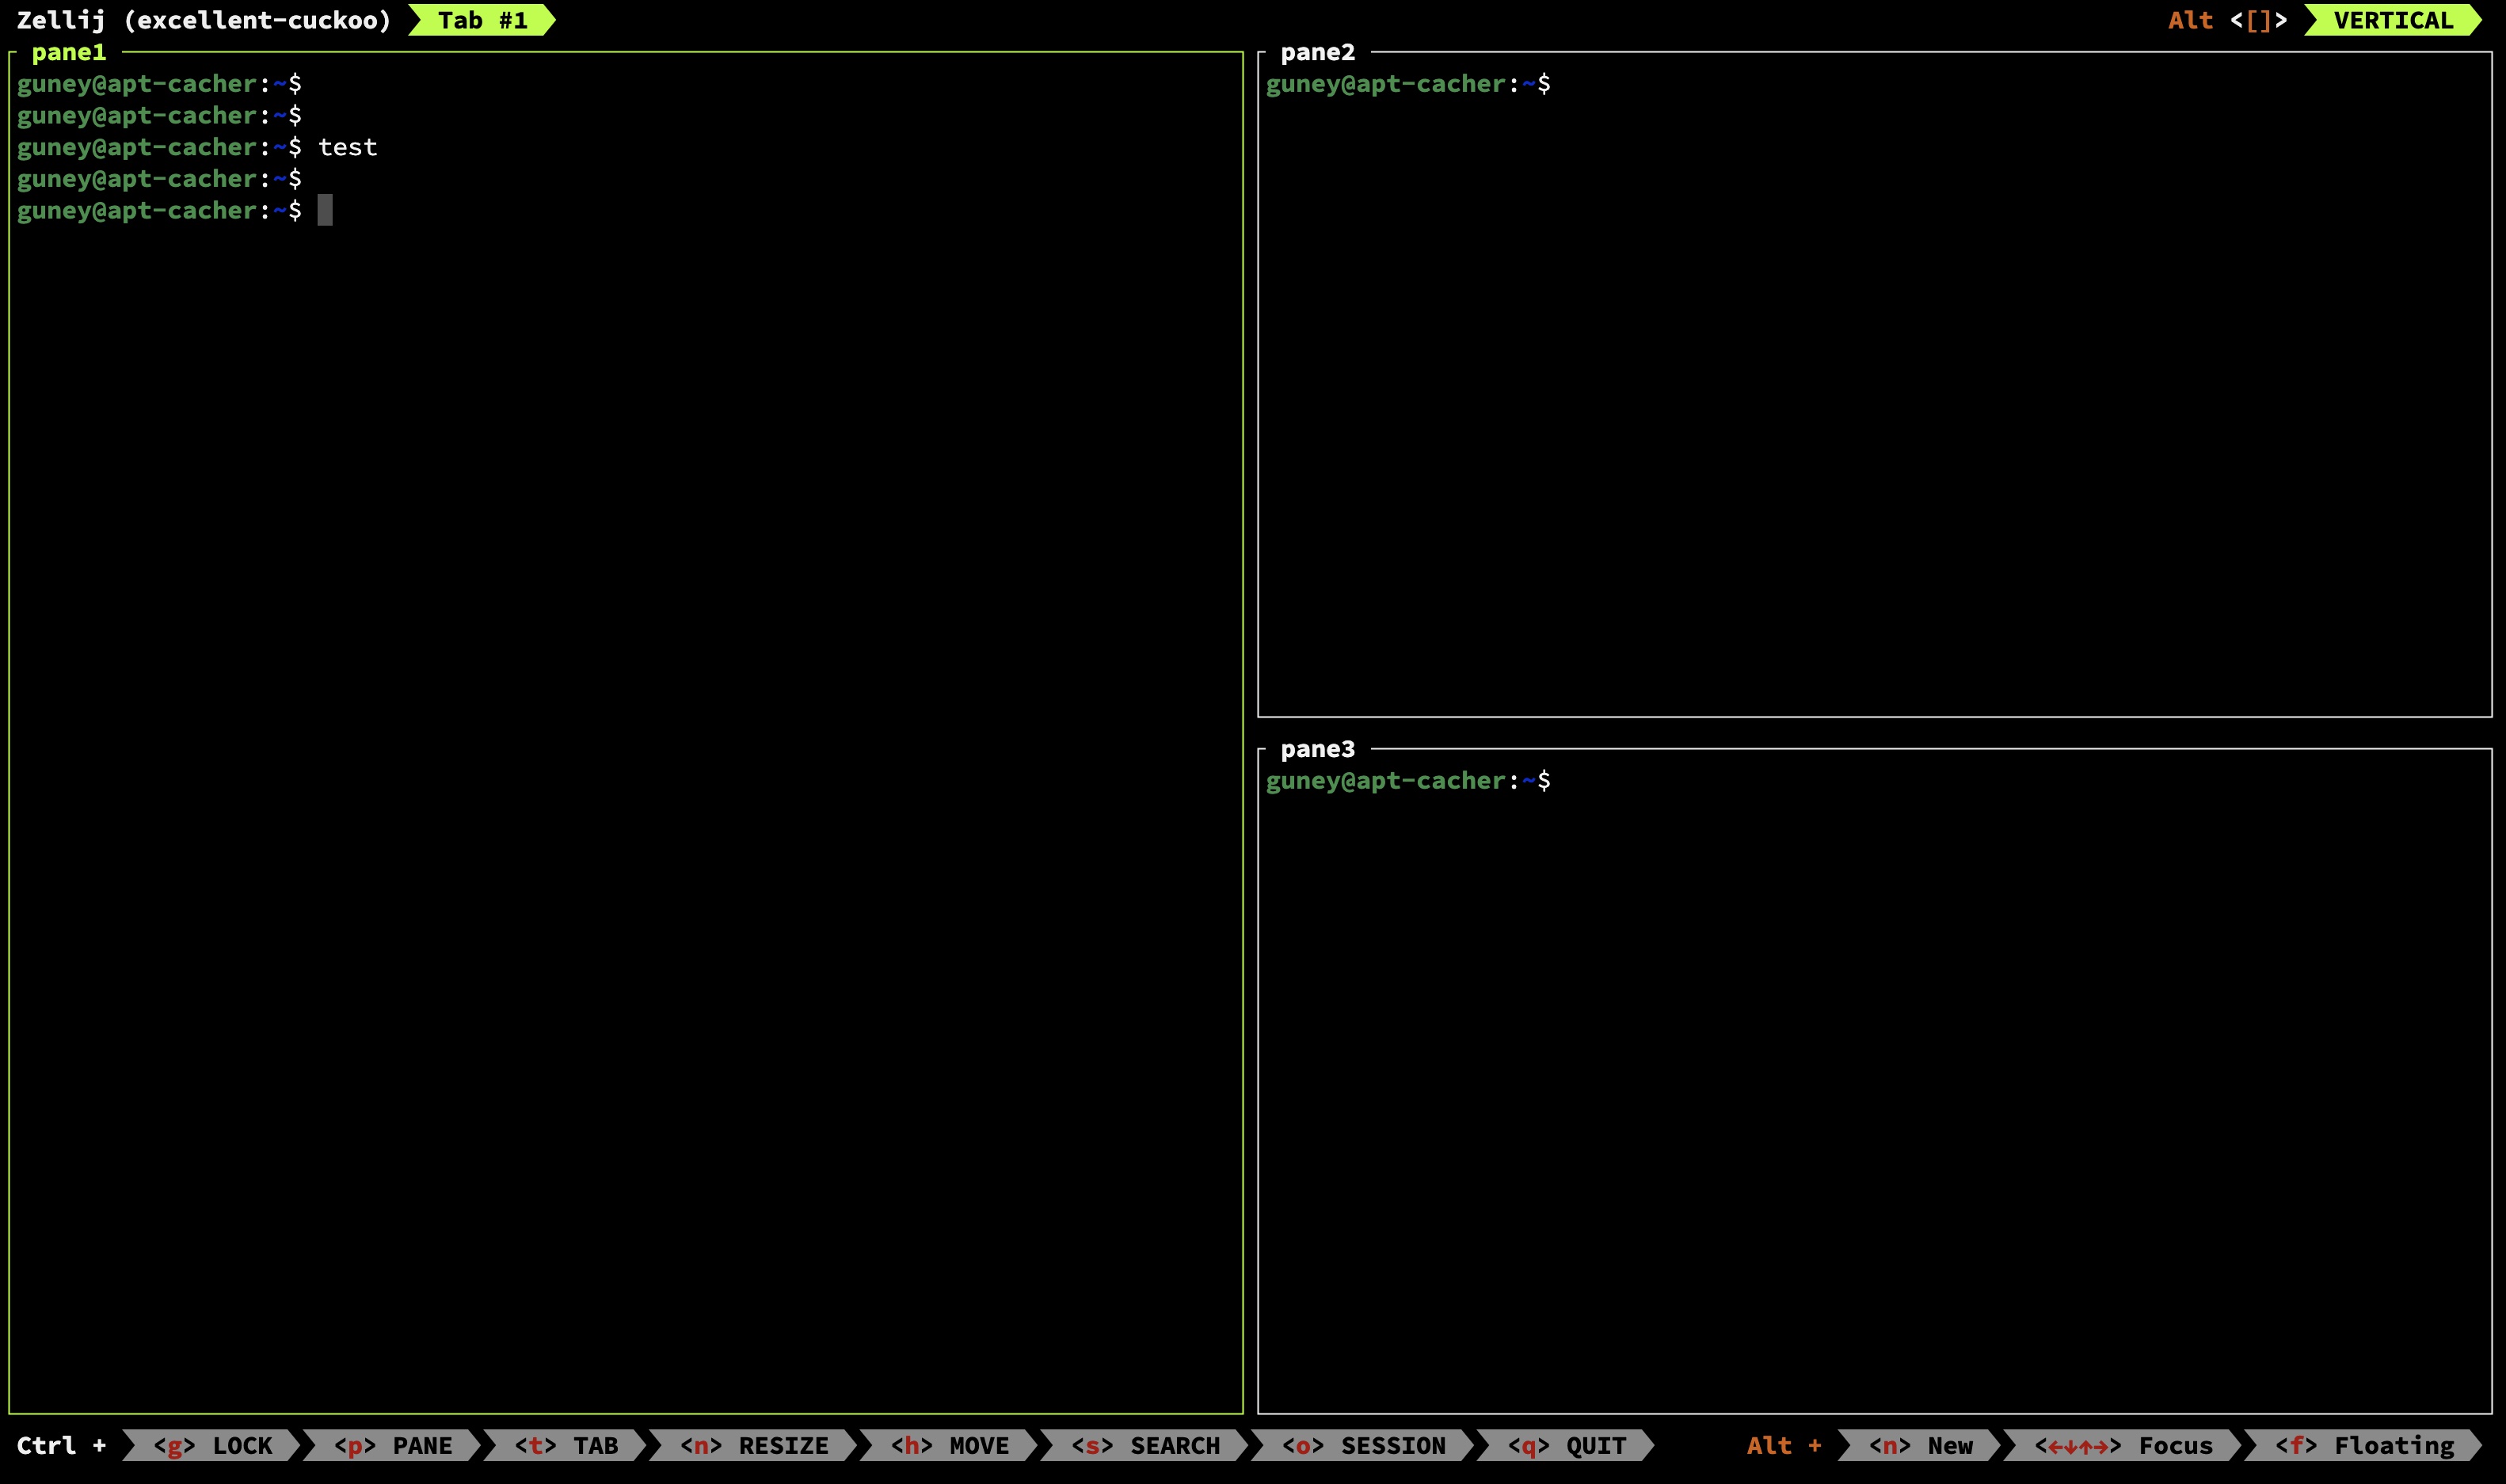 Zellij (excellent-cuckoo) Tab #1 Alt <[]> VERTICAL
pane1
guney@apt-cacher:~$
guney@apt-cacher:~$
guney@apt-cacher:~$ test
guney@apt-cacher:~$
guney@apt-cacher:~$
pane2
guney@apt-cacher:~$
pane3
guney@apt-cacher:~$
Ctrl + <g> LOCK <p> PANE <t> TAB <n> RESIZE <h> MOVE <s> SEARCH <o> SESSION <q> QUIT Alt + <n> New <←↓↑→> Focus <f> Floating